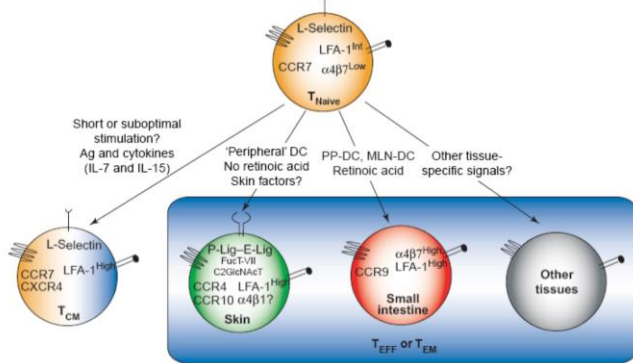 L-Selectin
LFA-1Int
CCR7 α4β7Low
TNaive
Short or suboptimal
stimulation?
Ag and cytokines
(IL-7 and IL-15)
'Peripheral' DC
No retinoic acid
Skin factors?
PP-DC, MLN-DC
Retinoic acid
Other tissue-
specific signals?
L-Selectin
CCR7 LFA-1High
CXCR4
TCM
P-Lig–E-Lig
FucT-VII
C2GlcNAcT
CCR4 LFA-1High
CCR10 α4β1?
Skin
α4β7High
CCR9 LFA-1High
Small
intestine
Other
tissues
TEFF or TEM